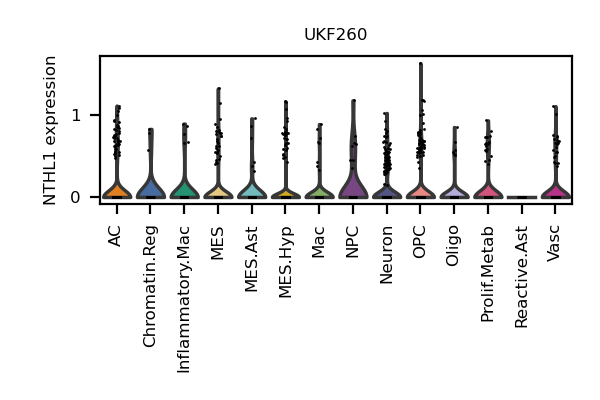 UKF260
NTHL1 expression
1
0
AC
Chromatin.Reg
Inflammatory.Mac
MES
MES.Ast
MES.Hyp
Mac
NPC
Neuron
OPC
Oligo
Prolif.Metab
Reactive.Ast
Vasc